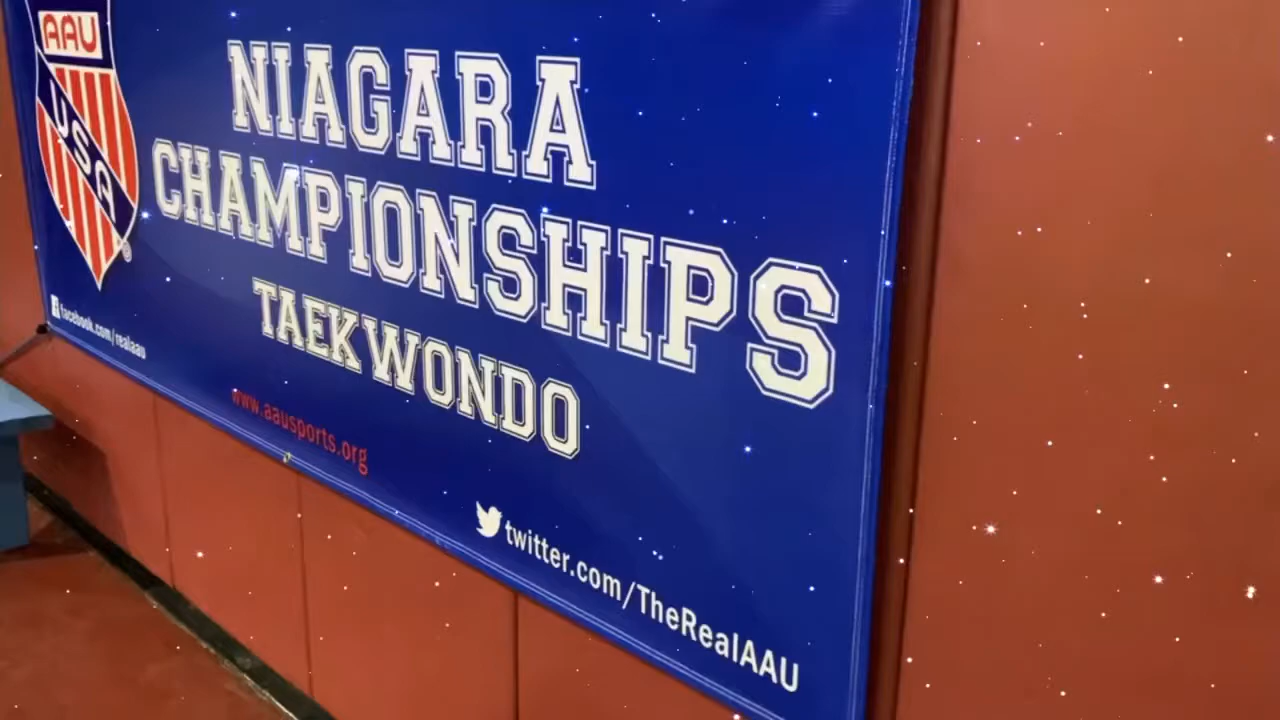 AAU
USA
NIAGARA
CHAMPIONSHIPS
TAEKWONDO
facebook.com/realaau
www.aausports.org
twitter.com/TheRealAAU